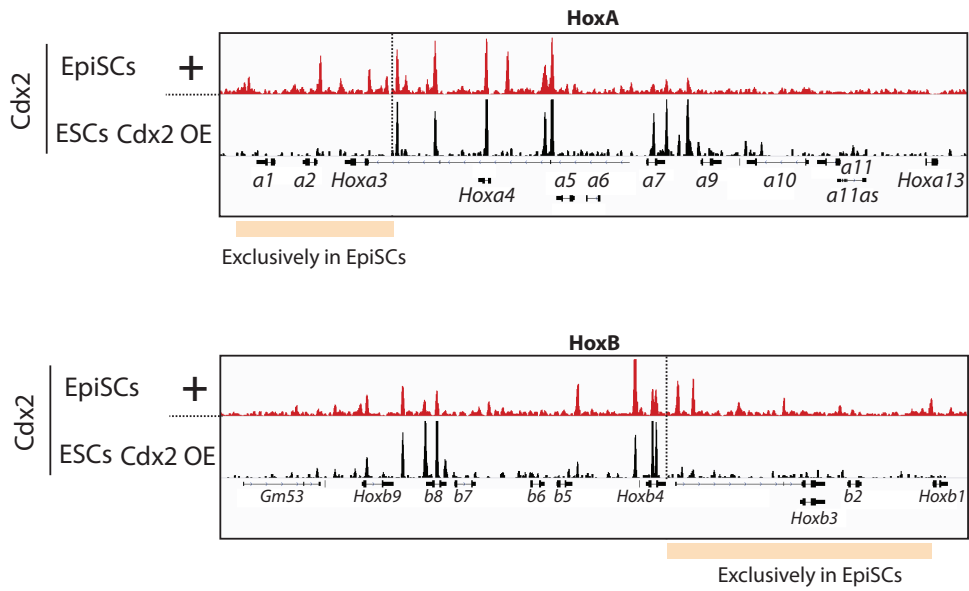 HoxA
Cdx2
EpiSCs +
ESCs Cdx2 OE
a1 a2 Hoxa3 Hoxa4 a5 a6 a7 a9 a10 a11 a11as Hoxa13
Exclusively in EpiSCs
HoxB
Cdx2
EpiSCs +
ESCs Cdx2 OE
Gm53 Hoxb9 b8 b7 b6 b5 Hoxb4 b2 Hoxb1
Hoxb3
Exclusively in EpiSCs